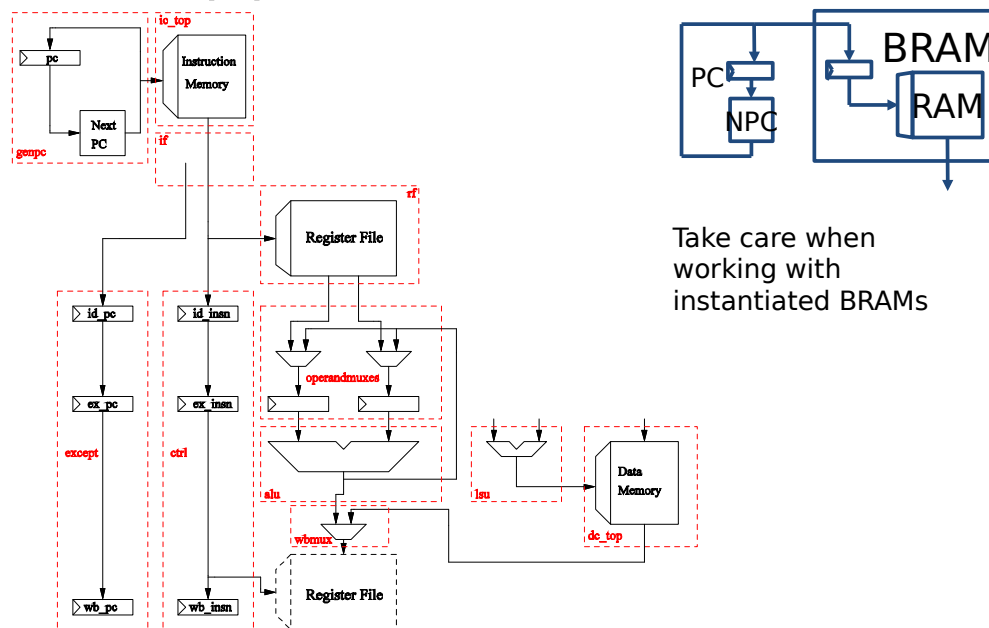 ic_top
pc
Instruction
Memory
Next
PC
genpc
if
rf
Register File
id_pc
id_insn
operandmuxes
ex_pc
ex_insn
except
ctrl
alu
lsu
Data
Memory
dc_top
wbmux
Register File
wb_pc
wb_insn
PC
NPC
BRAM
RAM
Take care when
working with
instantiated BRAMs